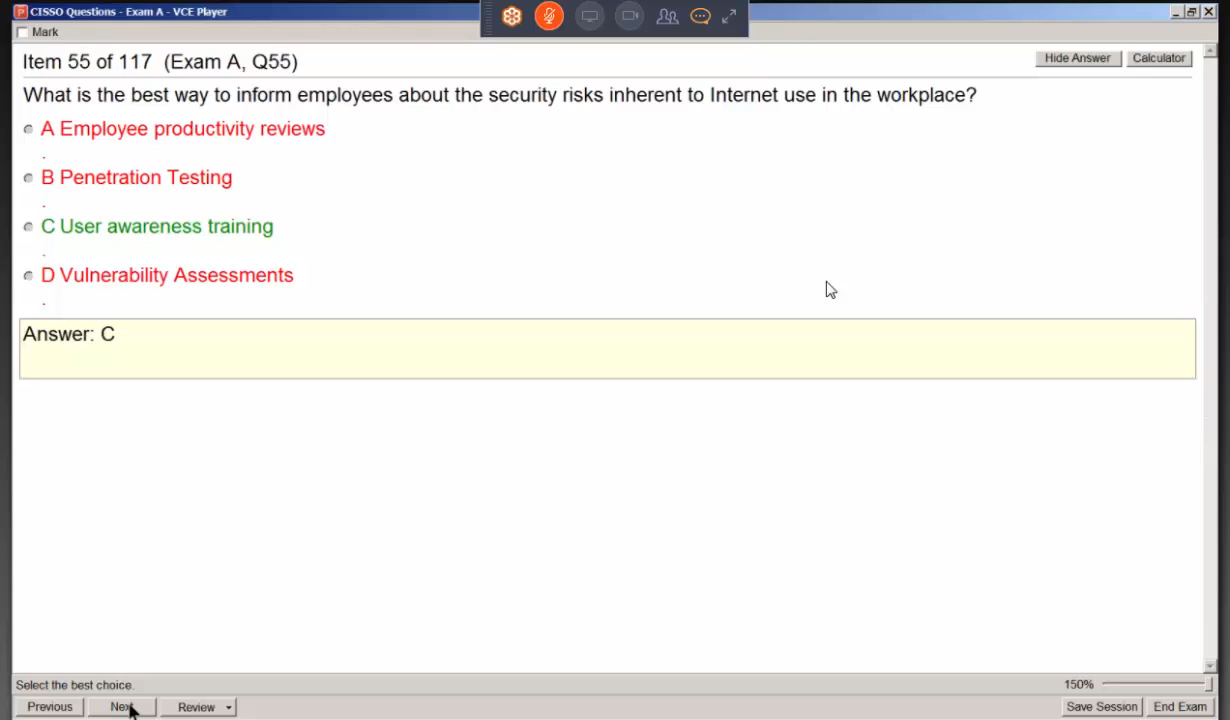 CISSO Questions - Exam A - VCE Player
Mark
Item 55 of 117 (Exam A, Q55)
Hide Answer
Calculator
What is the best way to inform employees about the security risks inherent to Internet use in the workplace?
A Employee productivity reviews
.
B Penetration Testing
.
C User awareness training
.
D Vulnerability Assessments
.
Answer: C
Select the best choice.
150%
Previous
Next
Review
Save Session
End Exam